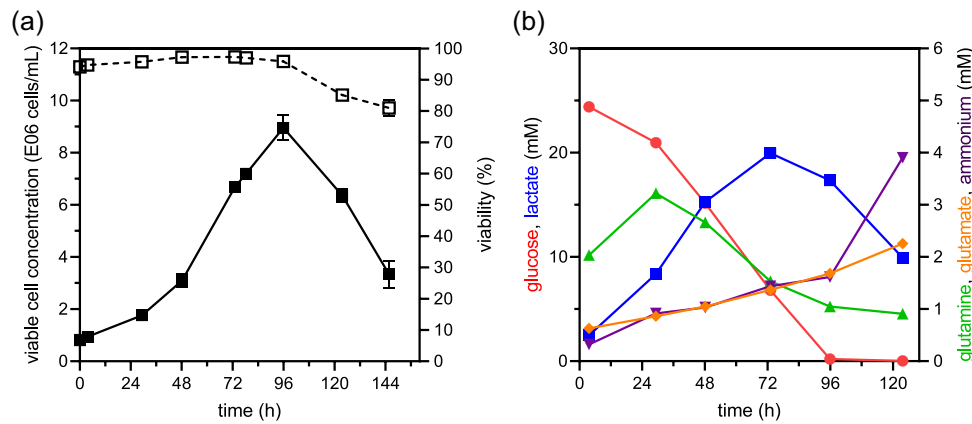 (a)
viable cell concentration (E06 cells/mL)
12
10
8
6
4
2
0
0 24 48 72 96 120 144
time (h)
100
90
80
70
60
50
40
30
20
10
0
viability (%)
(b)
glucose, lactate (mM)
30
20
10
0
0 24 48 72 96 120
time (h)
6
5
4
3
2
1
0
glutamine, glutamate, ammonium (mM)